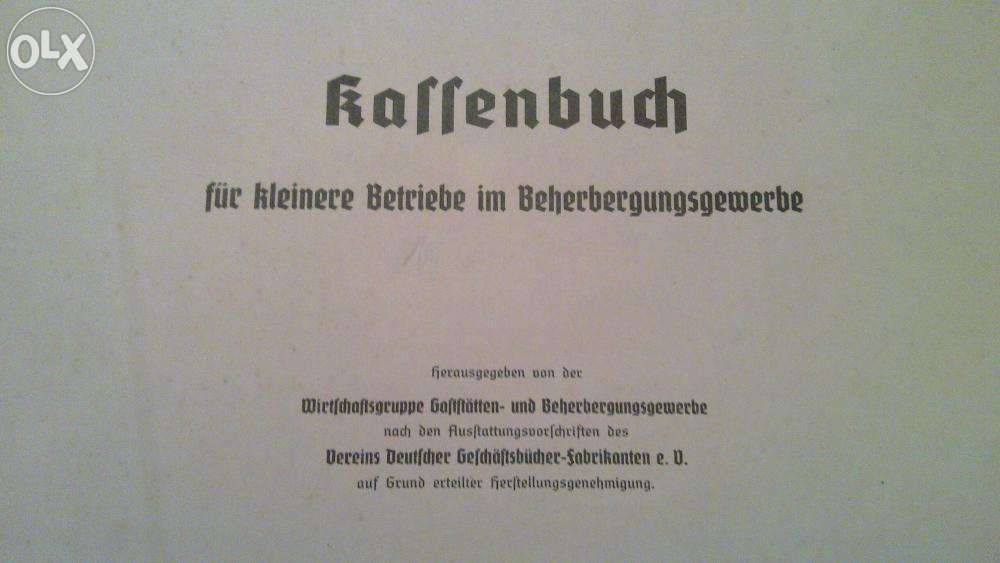 OLX
Kaſſenbuch
für kleinere Betriebe im Beherbergungsgewerbe
Herausgegeben von der
Wirtſchaftsgruppe Gaſtſtätten- und Beherbergungsgewerbe
nach den Ausſtattungsvorſchriften des
Vereins Deutſcher Geſchäftsbücher-Fabrikanten e. V.
auf Grund erteilter Herſtellungsgenehmigung.